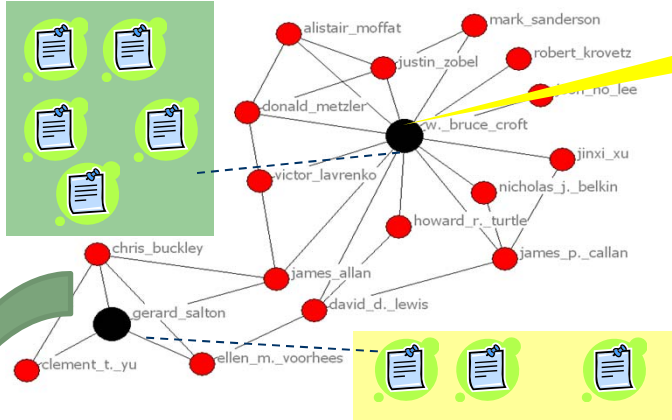 mark_sanderson
alistair_moffat
robert_krovetz
justin_zobel
donald_metzler
w._bruce_croft
jinxi_xu
victor_lavrenko
nicholas_j._belkin
howard_r._turtle
chris_buckley
james_p._callan
james_allan
david_d._lewis
gerard_salton
ellen_m._voorhees
clement_t._yu